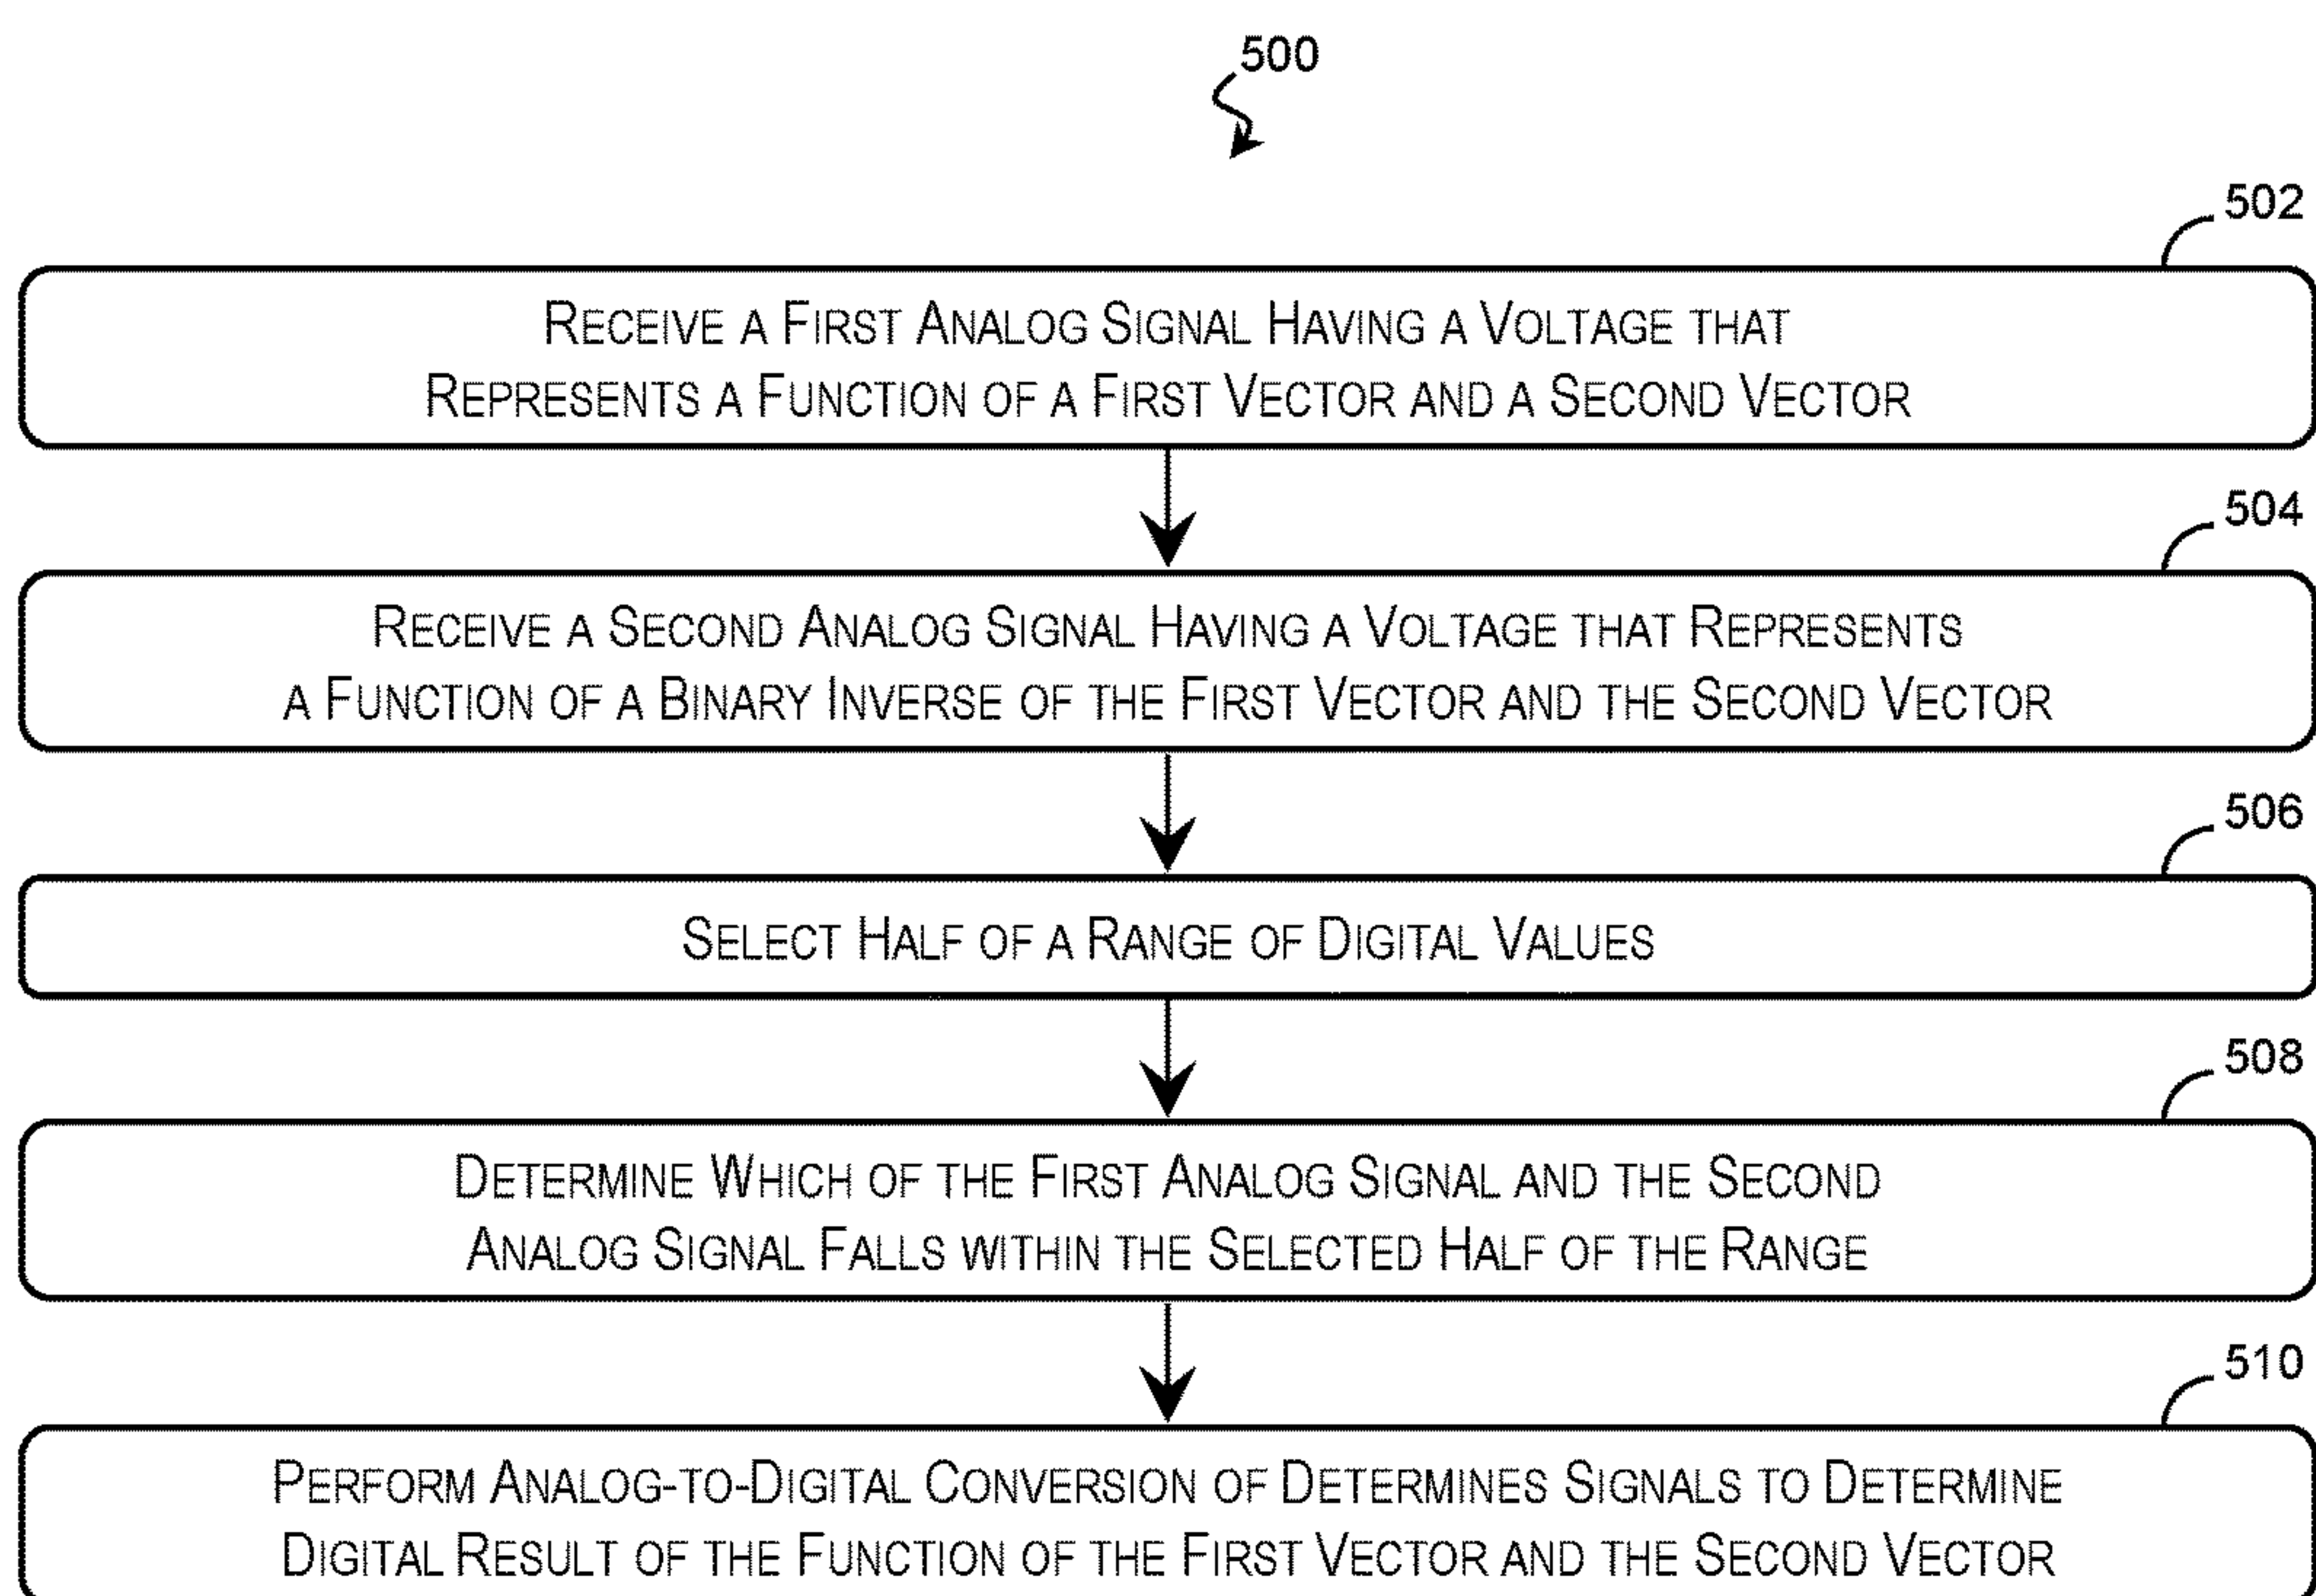 500
502
Receive a First Analog Signal Having a Voltage that
Represents a Function of a First Vector and a Second Vector
504
Receive a Second Analog Signal Having a Voltage that Represents
a Function of a Binary Inverse of the First Vector and the Second Vector
506
Select Half of a Range of Digital Values
508
Determine Which of the First Analog Signal and the Second
Analog Signal Falls within the Selected Half of the Range
510
Perform Analog-to-Digital Conversion of Determines Signals to Determine
Digital Result of the Function of the First Vector and the Second Vector